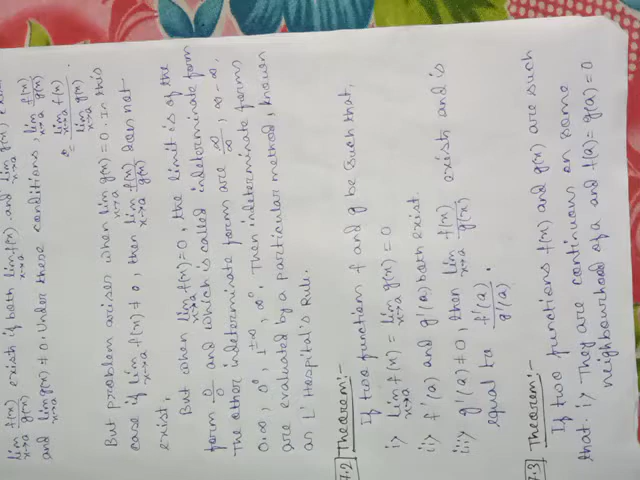 lim x→a f(x)/g(x) exist if both lim x→a f(x) and lim x→a g(x)
and lim x→a g(x) ≠ 0. Under those conditions, lim x→a f(x)/g(x)
= lim x→a f(x) / lim x→a g(x)
But problem arises when lim x→a g(x) = 0. In this
case if lim x→a f(x) ≠ 0, then lim x→a f(x)/g(x) does not
exist.
But when lim x→a f(x) = 0, the limit is of the
form 0/0 and which is called indeterminate form
The other indeterminate forms are ∞/∞, ∞ - ∞,
0.∞, 0⁰, 1^±∞, ∞⁰. Then indeterminate forms
are evaluated by a particular method, known
as L' Hospital's Rule.
7.2 Theorem:-
If two functions f and g be such that,
i> lim x→a f(x) = lim x→a g(x) = 0
ii> f'(a) and g'(a) both exist.
iii> g'(a) ≠ 0, then lim x→a f(x)/g(x) exists and is
equal to f'(a)/g'(a).
7.3 Theorem:-
If two functions f(x) and g(x) are such
that: i> They are continuous on some
neighbourhood of a and f(a) = g(a) = 0